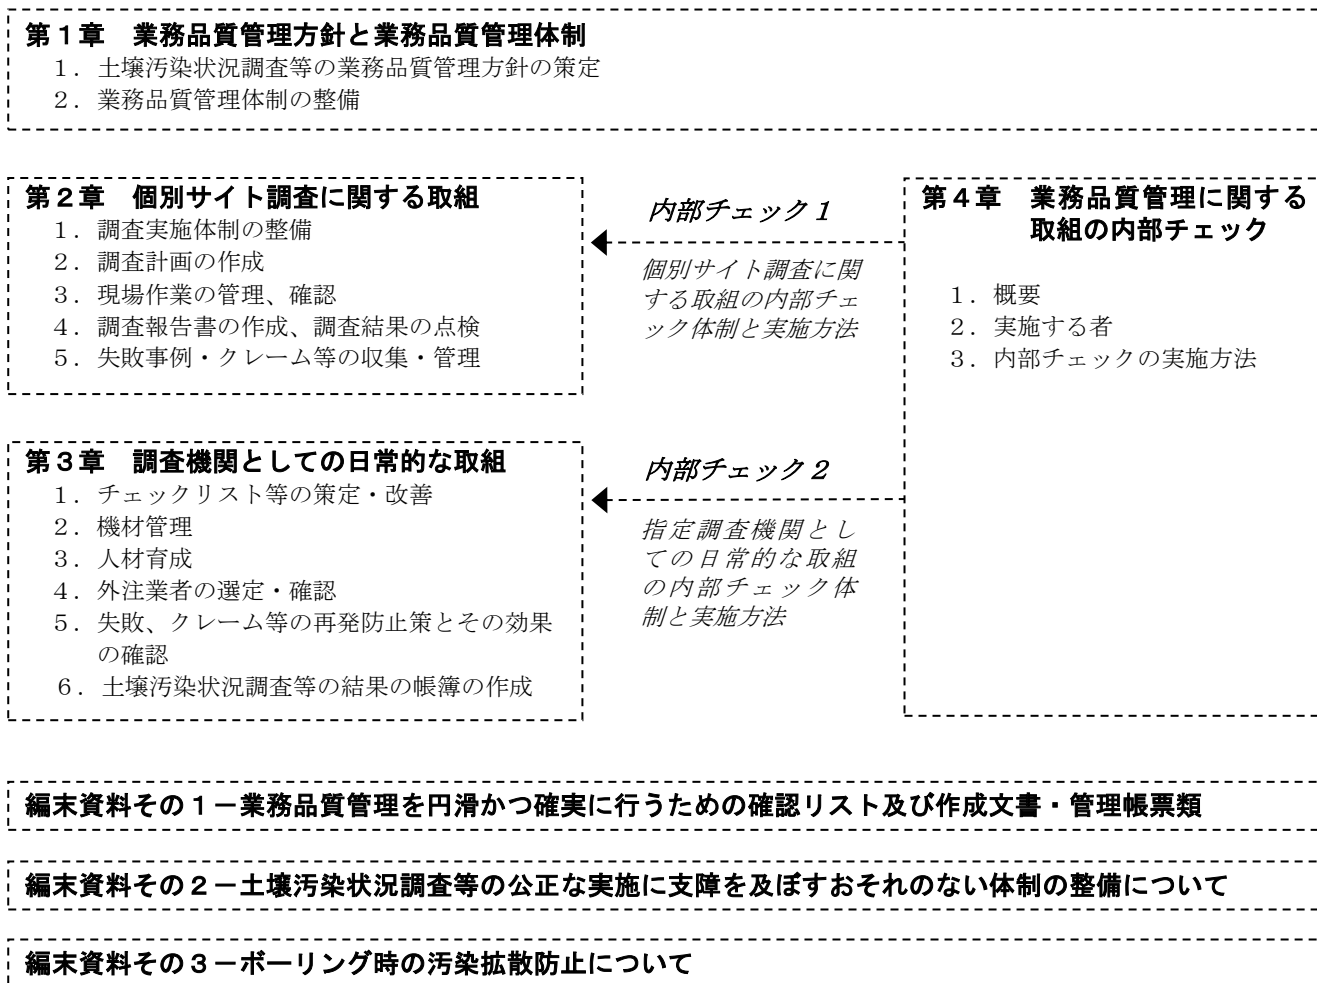 第１章　業務品質管理方針と業務品質管理体制
１．土壌汚染状況調査等の業務品質管理方針の策定
２．業務品質管理体制の整備
第２章　個別サイト調査に関する取組
１．調査実施体制の整備
２．調査計画の作成
３．現場作業の管理、確認
４．調査報告書の作成、調査結果の点検
５．失敗事例・クレーム等の収集・管理
内部チェック１
個別サイト調査に関
する取組の内部チェ
ック体制と実施方法
第４章　業務品質管理に関する
取組の内部チェック
１．概要
２．実施する者
３．内部チェックの実施方法
第３章　調査機関としての日常的な取組
１．チェックリスト等の策定・改善
２．機材管理
３．人材育成
４．外注業者の選定・確認
５．失敗、クレーム等の再発防止策とその効果
の確認
６．土壌汚染状況調査等の結果の帳簿の作成
内部チェック２
指定調査機関とし
ての日常的な取組
の内部チェック体
制と実施方法
編末資料その１－業務品質管理を円滑かつ確実に行うための確認リスト及び作成文書・管理帳票類
編末資料その２－土壌汚染状況調査等の公正な実施に支障を及ぼすおそれのない体制の整備について
編末資料その３－ボーリング時の汚染拡散防止について